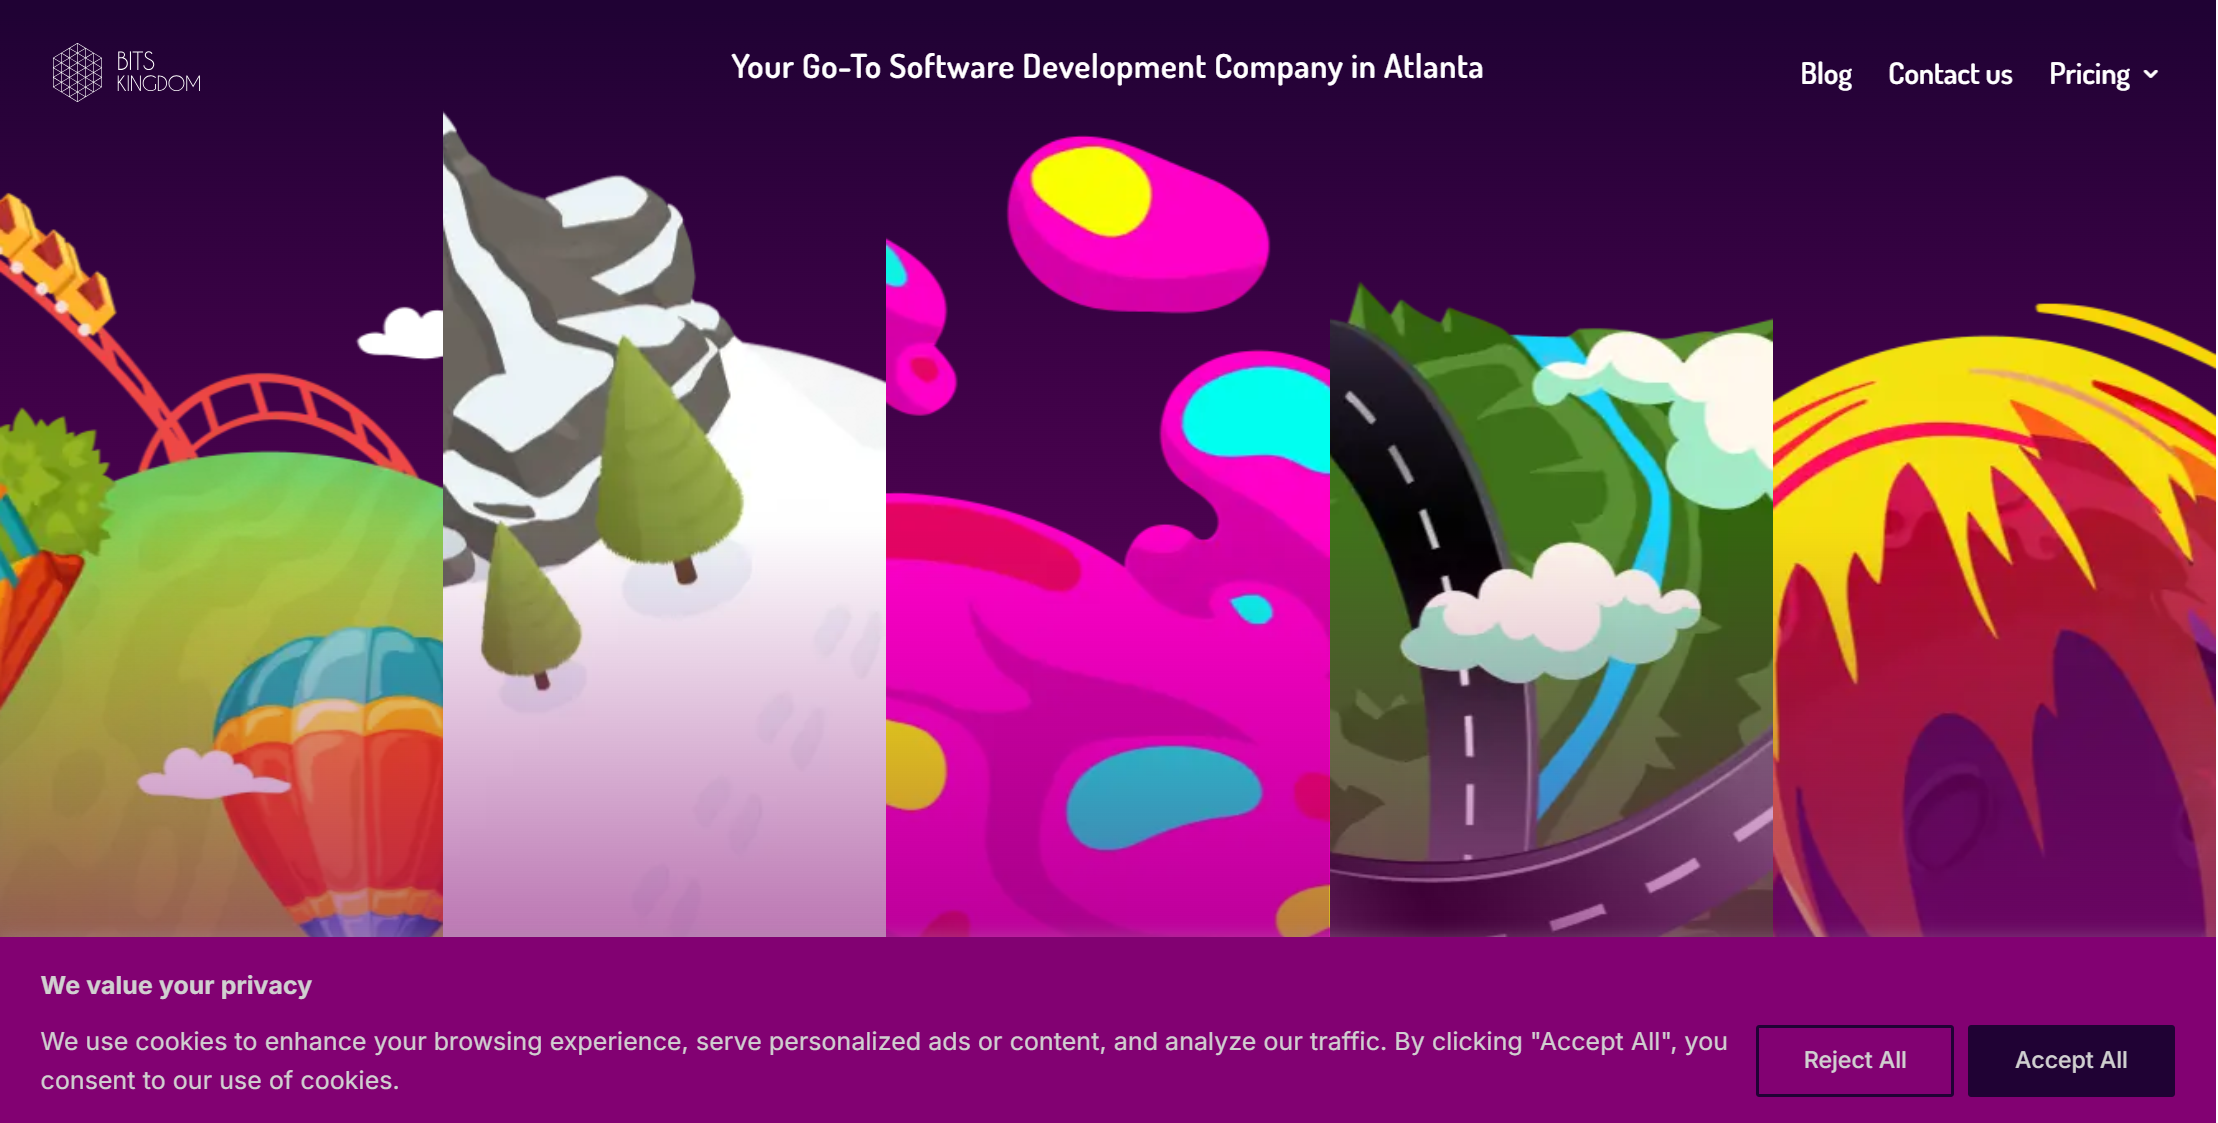 BITS
KINGDOM
Your Go-To Software Development Company in Atlanta
Blog
Contact us
Pricing
We value your privacy
We use cookies to enhance your browsing experience, serve personalized ads or content, and analyze our traffic. By clicking "Accept All", you
consent to our use of cookies.
Reject All
Accept All